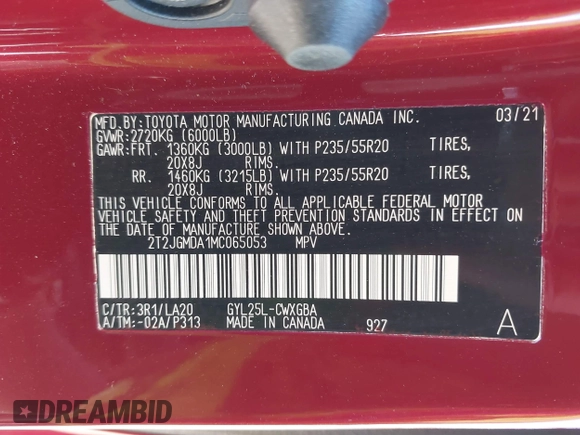 MFD.BY:TOYOTA MOTOR MANUFACTURING CANADA INC. 03/21
GVWR:2720KG (6000LB)
GAWR:FRT. 1360KG (3000LB) WITH P235/55R20 TIRES,
20X8J RIMS.
RR. 1460KG (3215LB) WITH P235/55R20 TIRES,
20X8J RIMS.
THIS VEHICLE CONFORMS TO ALL APPLICABLE FEDERAL MOTOR
VEHICLE SAFETY AND THEFT PREVENTION STANDARDS IN EFFECT ON
THE DATE OF MANUFACTURE SHOWN ABOVE.
2T2JGMDA1MC065053 MPV
C/TR:3R1/LA20 GYL25L-CWXGBA
A/TM:-02A/P313 MADE IN CANADA 927 A
DREAMBID